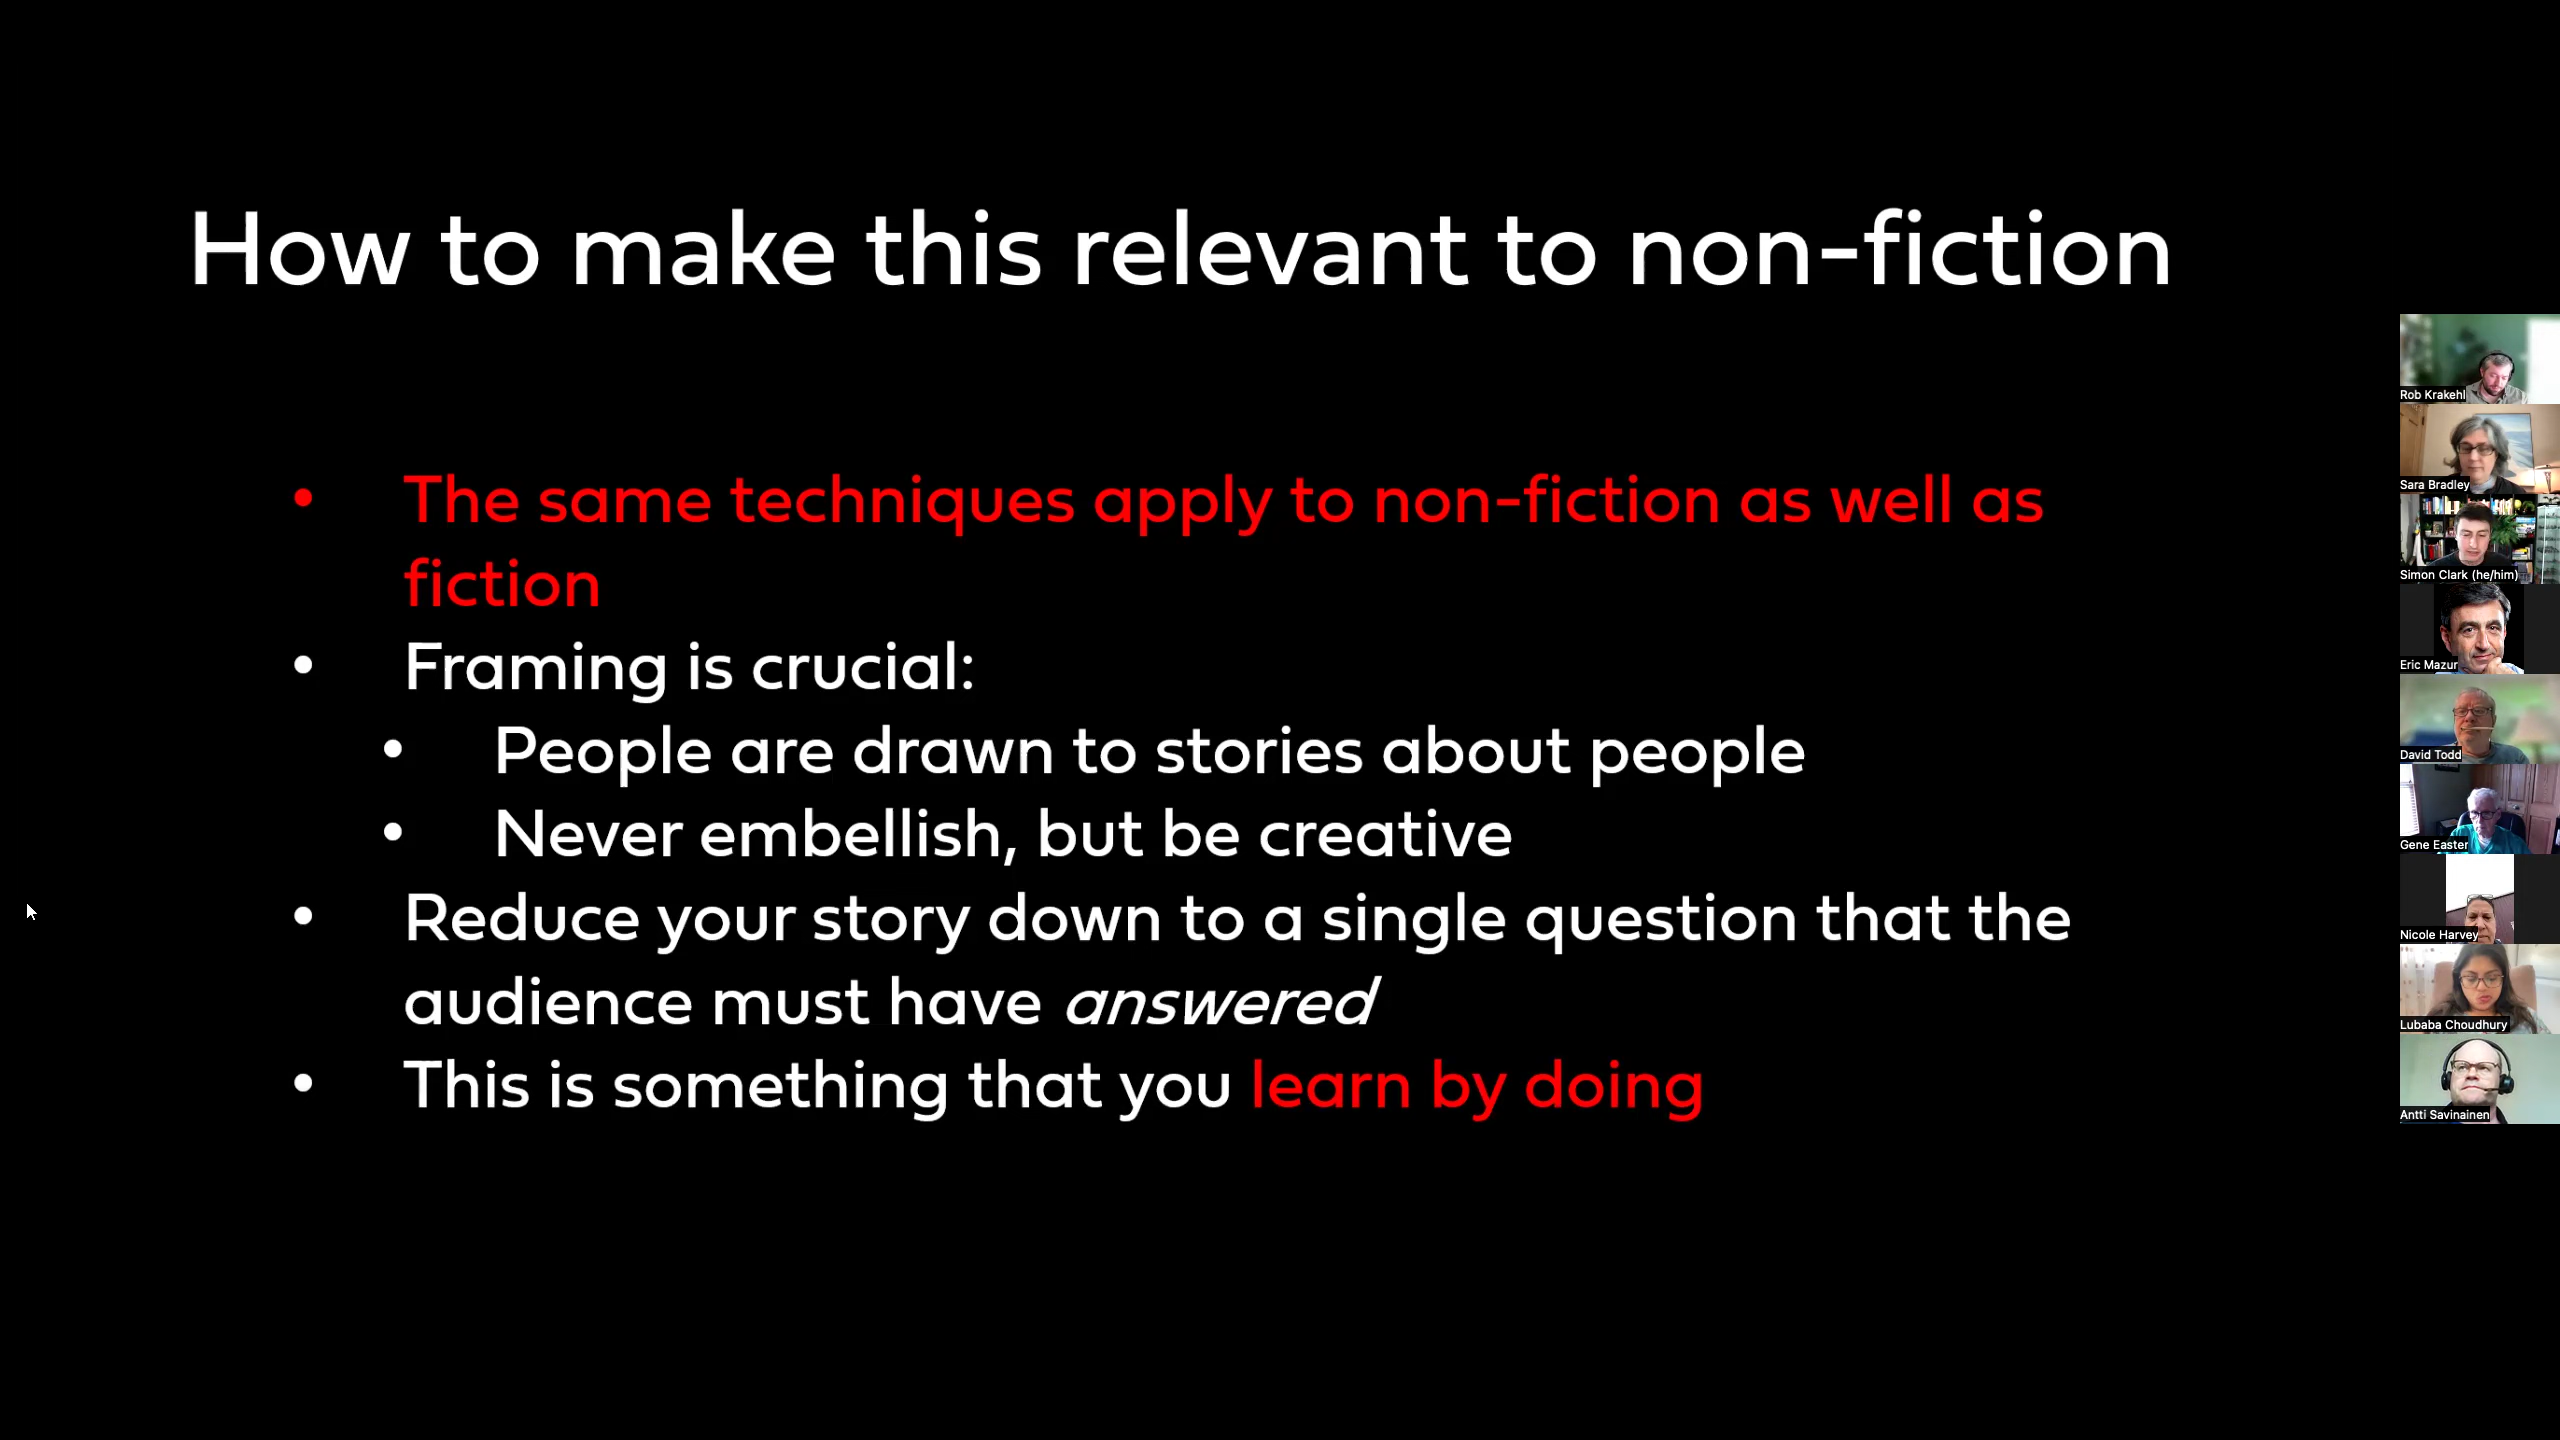 How to make this relevant to non-fiction
• The same techniques apply to non-fiction as well as
fiction
• Framing is crucial:
• People are drawn to stories about people
• Never embellish, but be creative
• Reduce your story down to a single question that the
audience must have answered
• This is something that you learn by doing
Rob Krakehl
Sara Bradley
Simon Clark (he/him)
Eric Mazur
David Todd
Gene Easter
Nicole Harvey
Lubaba Choudhury
Antti Savinainen